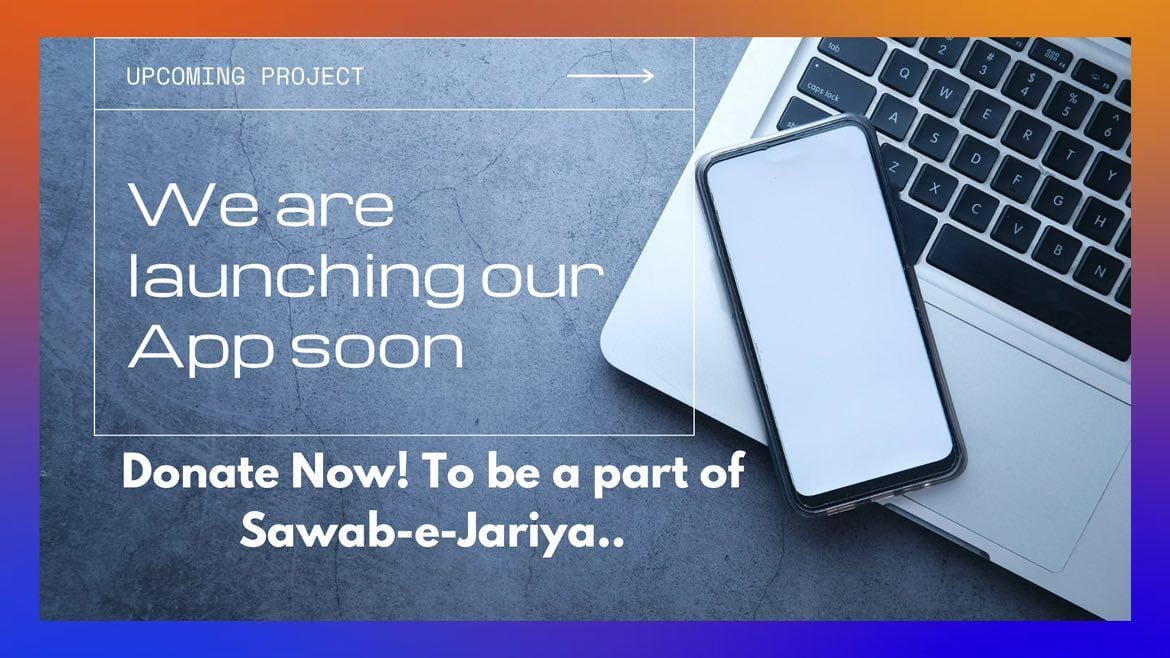 UPCOMING PROJECT
We are
launching our
App soon
Donate Now! To be a part of
Sawab-e-Jariya..
tab
caps lock
Q
W
E
R
T
Y
A
S
D
F
G
H
Z
X
C
V
B
N
2
#
3
$
4
%
5
^
6